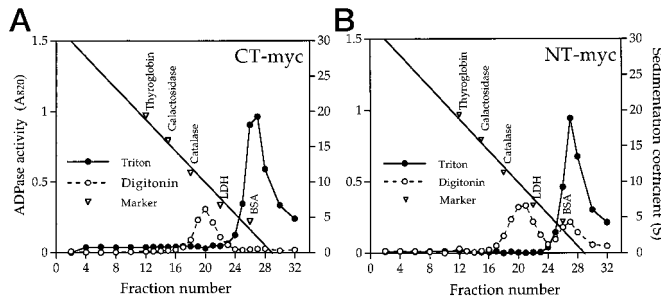 A
CT-myc
1.5
1
0.5
0
30
25
20
15
10
5
0
ADPase activity (A820)
Thyroglobin
Galactosidase
Catalase
LDH
BSA
Triton
Digitonin
Marker
0 4 8 12 16 20 24 28 32
Fraction number
B
NT-myc
1.5
1
0.5
0
30
25
20
15
10
5
0
Sedimentation coefficient (S)
Thyroglobin
Galactosidase
Catalase
LDH
BSA
Triton
Digitonin
Marker
0 4 8 12 16 20 24 28 32
Fraction number